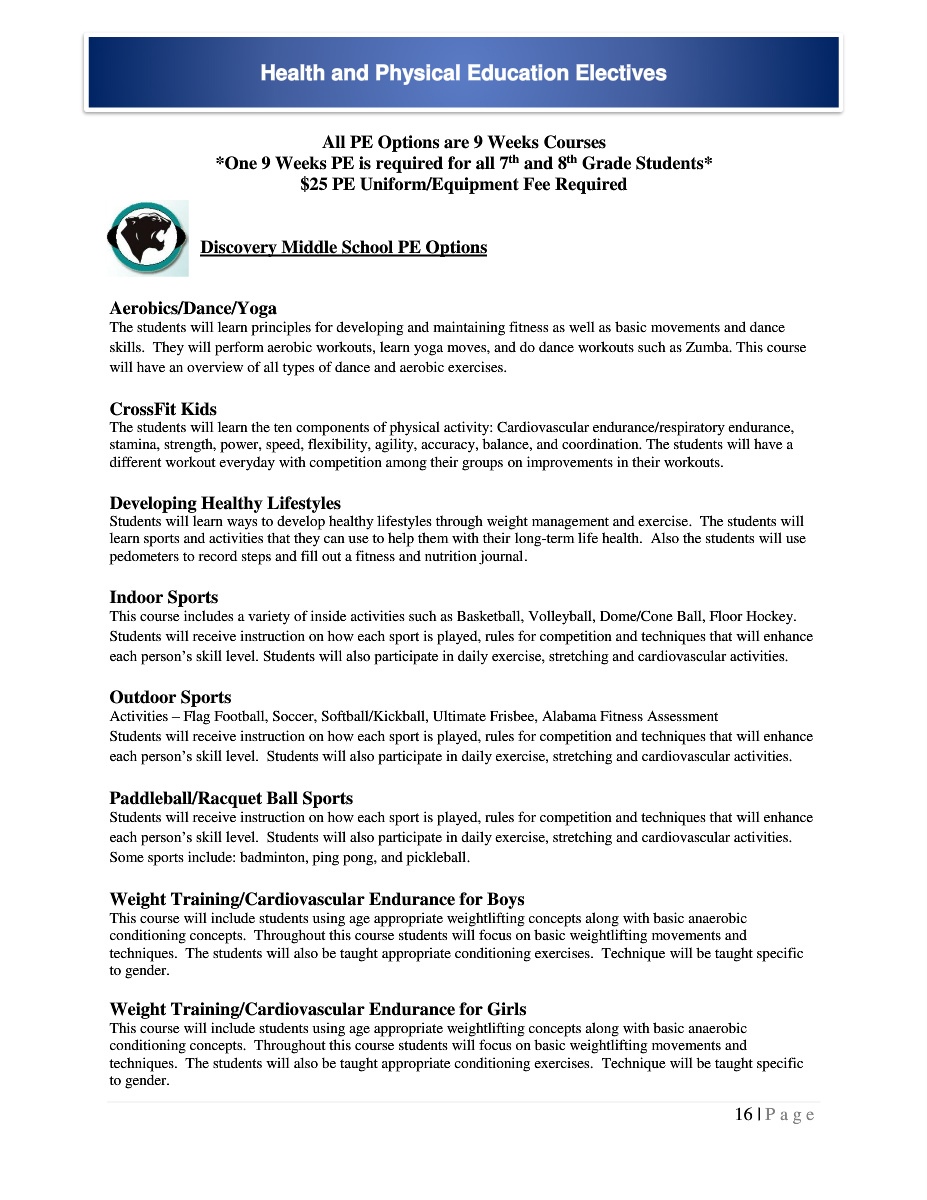 Health and Physical Education Electives
All PE Options are 9 Weeks Courses
*One 9 Weeks PE is required for all 7th and 8th Grade Students*
$25 PE Uniform/Equipment Fee Required
Discovery Middle School PE Options
Aerobics/Dance/Yoga
The students will learn principles for developing and maintaining fitness as well as basic movements and dance
skills.  They will perform aerobic workouts, learn yoga moves, and do dance workouts such as Zumba. This course
will have an overview of all types of dance and aerobic exercises.
CrossFit Kids
The students will learn the ten components of physical activity: Cardiovascular endurance/respiratory endurance,
stamina, strength, power, speed, flexibility, agility, accuracy, balance, and coordination. The students will have a
different workout everyday with competition among their groups on improvements in their workouts.
Developing Healthy Lifestyles
Students will learn ways to develop healthy lifestyles through weight management and exercise.  The students will
learn sports and activities that they can use to help them with their long-term life health.  Also the students will use
pedometers to record steps and fill out a fitness and nutrition journal.
Indoor Sports
This course includes a variety of inside activities such as Basketball, Volleyball, Dome/Cone Ball, Floor Hockey.
Students will receive instruction on how each sport is played, rules for competition and techniques that will enhance
each person’s skill level. Students will also participate in daily exercise, stretching and cardiovascular activities.
Outdoor Sports
Activities – Flag Football, Soccer, Softball/Kickball, Ultimate Frisbee, Alabama Fitness Assessment
Students will receive instruction on how each sport is played, rules for competition and techniques that will enhance
each person’s skill level.  Students will also participate in daily exercise, stretching and cardiovascular activities.
Paddleball/Racquet Ball Sports
Students will receive instruction on how each sport is played, rules for competition and techniques that will enhance
each person’s skill level.  Students will also participate in daily exercise, stretching and cardiovascular activities.
Some sports include: badminton, ping pong, and pickleball.
Weight Training/Cardiovascular Endurance for Boys
This course will include students using age appropriate weightlifting concepts along with basic anaerobic
conditioning concepts.  Throughout this course students will focus on basic weightlifting movements and
techniques.  The students will also be taught appropriate conditioning exercises.  Technique will be taught specific
to gender.
Weight Training/Cardiovascular Endurance for Girls
This course will include students using age appropriate weightlifting concepts along with basic anaerobic
conditioning concepts.  Throughout this course students will focus on basic weightlifting movements and
techniques.  The students will also be taught appropriate conditioning exercises.  Technique will be taught specific
to gender.
16 | P a g e